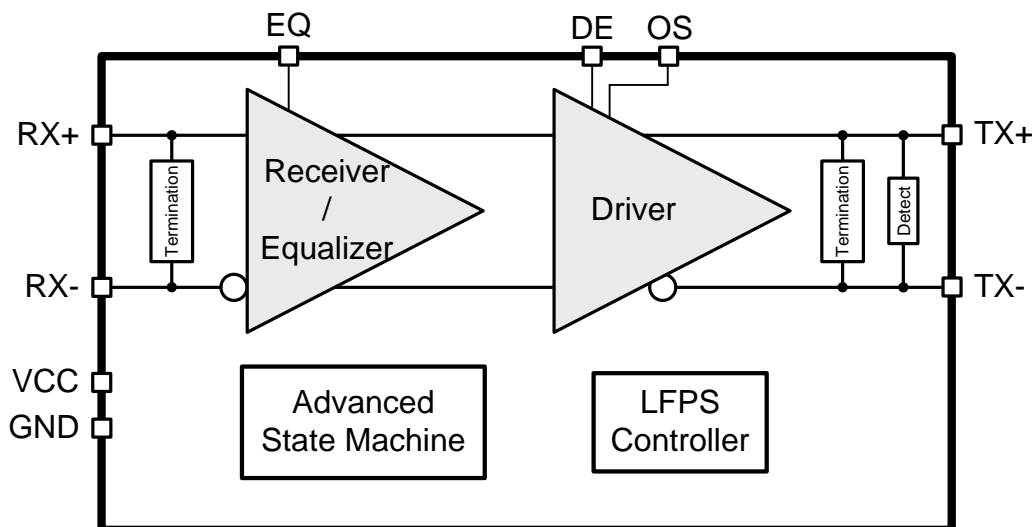 EQ
DE
OS
RX+
TX+
Termination
Receiver
/
Equalizer
Driver
Termination
Detect
RX-
TX-
VCC
GND
Advanced
State Machine
LFPS
Controller